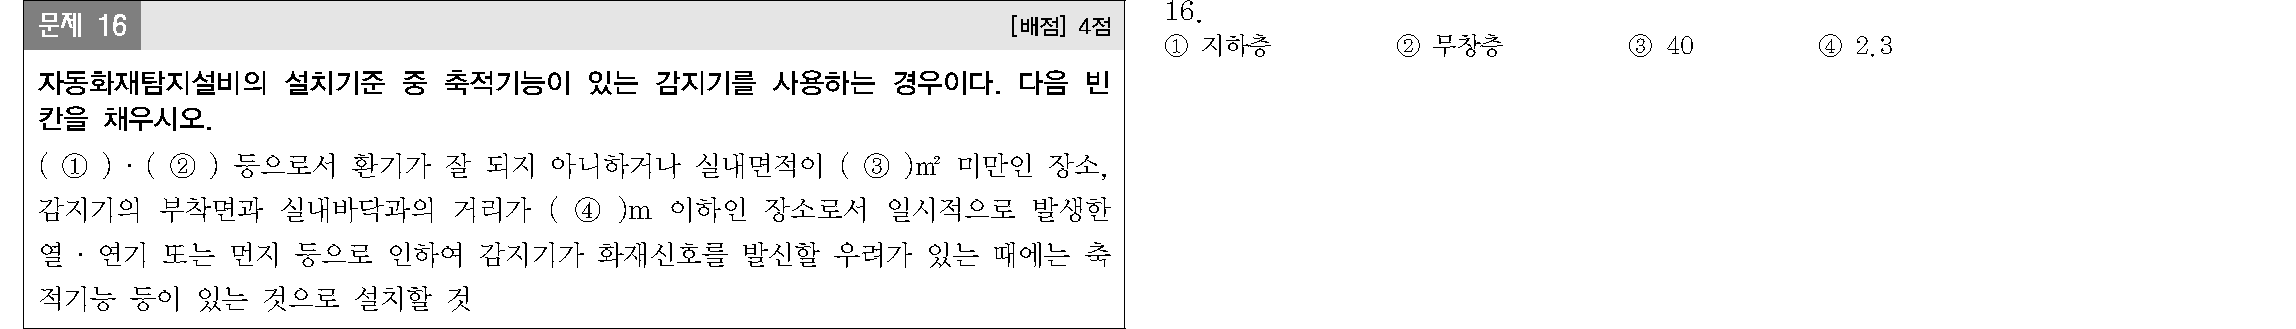 문제 16
[배점] 4점
자동화재탐지설비의 설치기준 중 축적기능이 있는 감지기를 사용하는 경우이다. 다음 빈
칸을 채우시오.
( ① ) · ( ② ) 등으로서 환기가 잘 되지 아니하거나 실내면적이 ( ③ )㎡ 미만인 장소,
감지기의 부착면과 실내바닥과의 거리가 ( ④ )m 이하인 장소로서 일시적으로 발생한
열 · 연기 또는 먼지 등으로 인하여 감지기가 화재신호를 발신할 우려가 있는 때에는 축
적기능 등이 있는 것으로 설치할 것
16.
① 지하층 ② 무창층 ③ 40 ④ 2.3